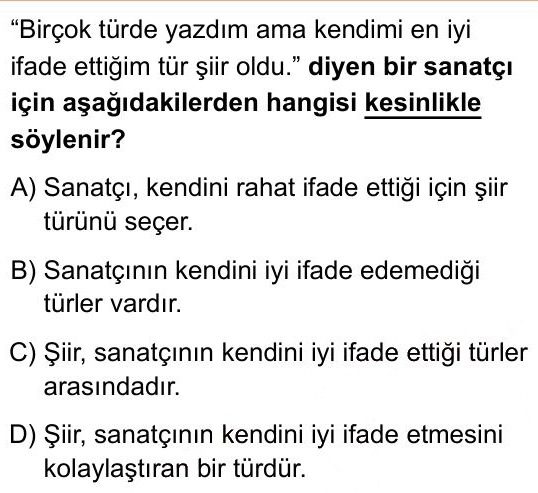 “Birçok türde yazdım ama kendimi en iyi
ifade ettiğim tür şiir oldu.” diyen bir sanatçı
için aşağıdakilerden hangisi kesinlikle
söylenir?
A) Sanatçı, kendini rahat ifade ettiği için şiir
türünü seçer.
B) Sanatçının kendini iyi ifade edemediği
türler vardır.
C) Şiir, sanatçının kendini iyi ifade ettiği türler
arasındadır.
D) Şiir, sanatçının kendini iyi ifade etmesini
kolaylaştıran bir türdür.